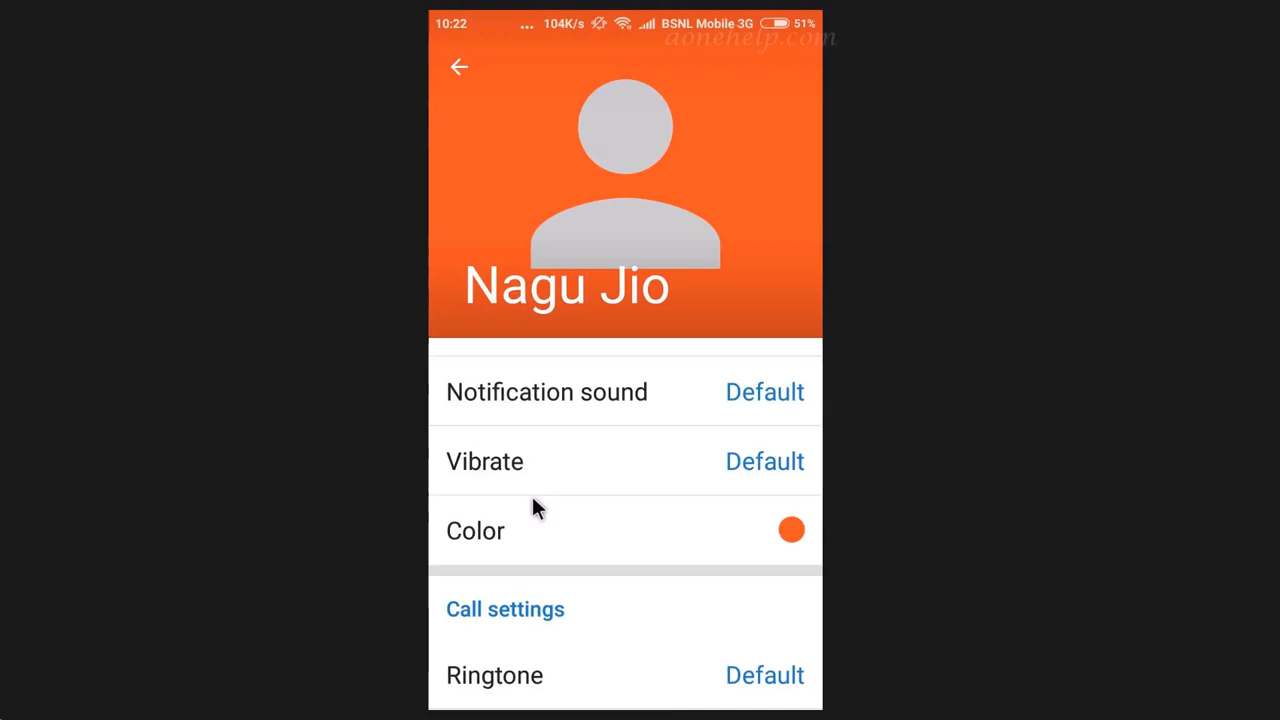 10:22 ... 104K/s BSNL Mobile 3G 51%
aonehelp.com
Nagu Jio
Notification sound Default
Vibrate Default
Color
Call settings
Ringtone Default